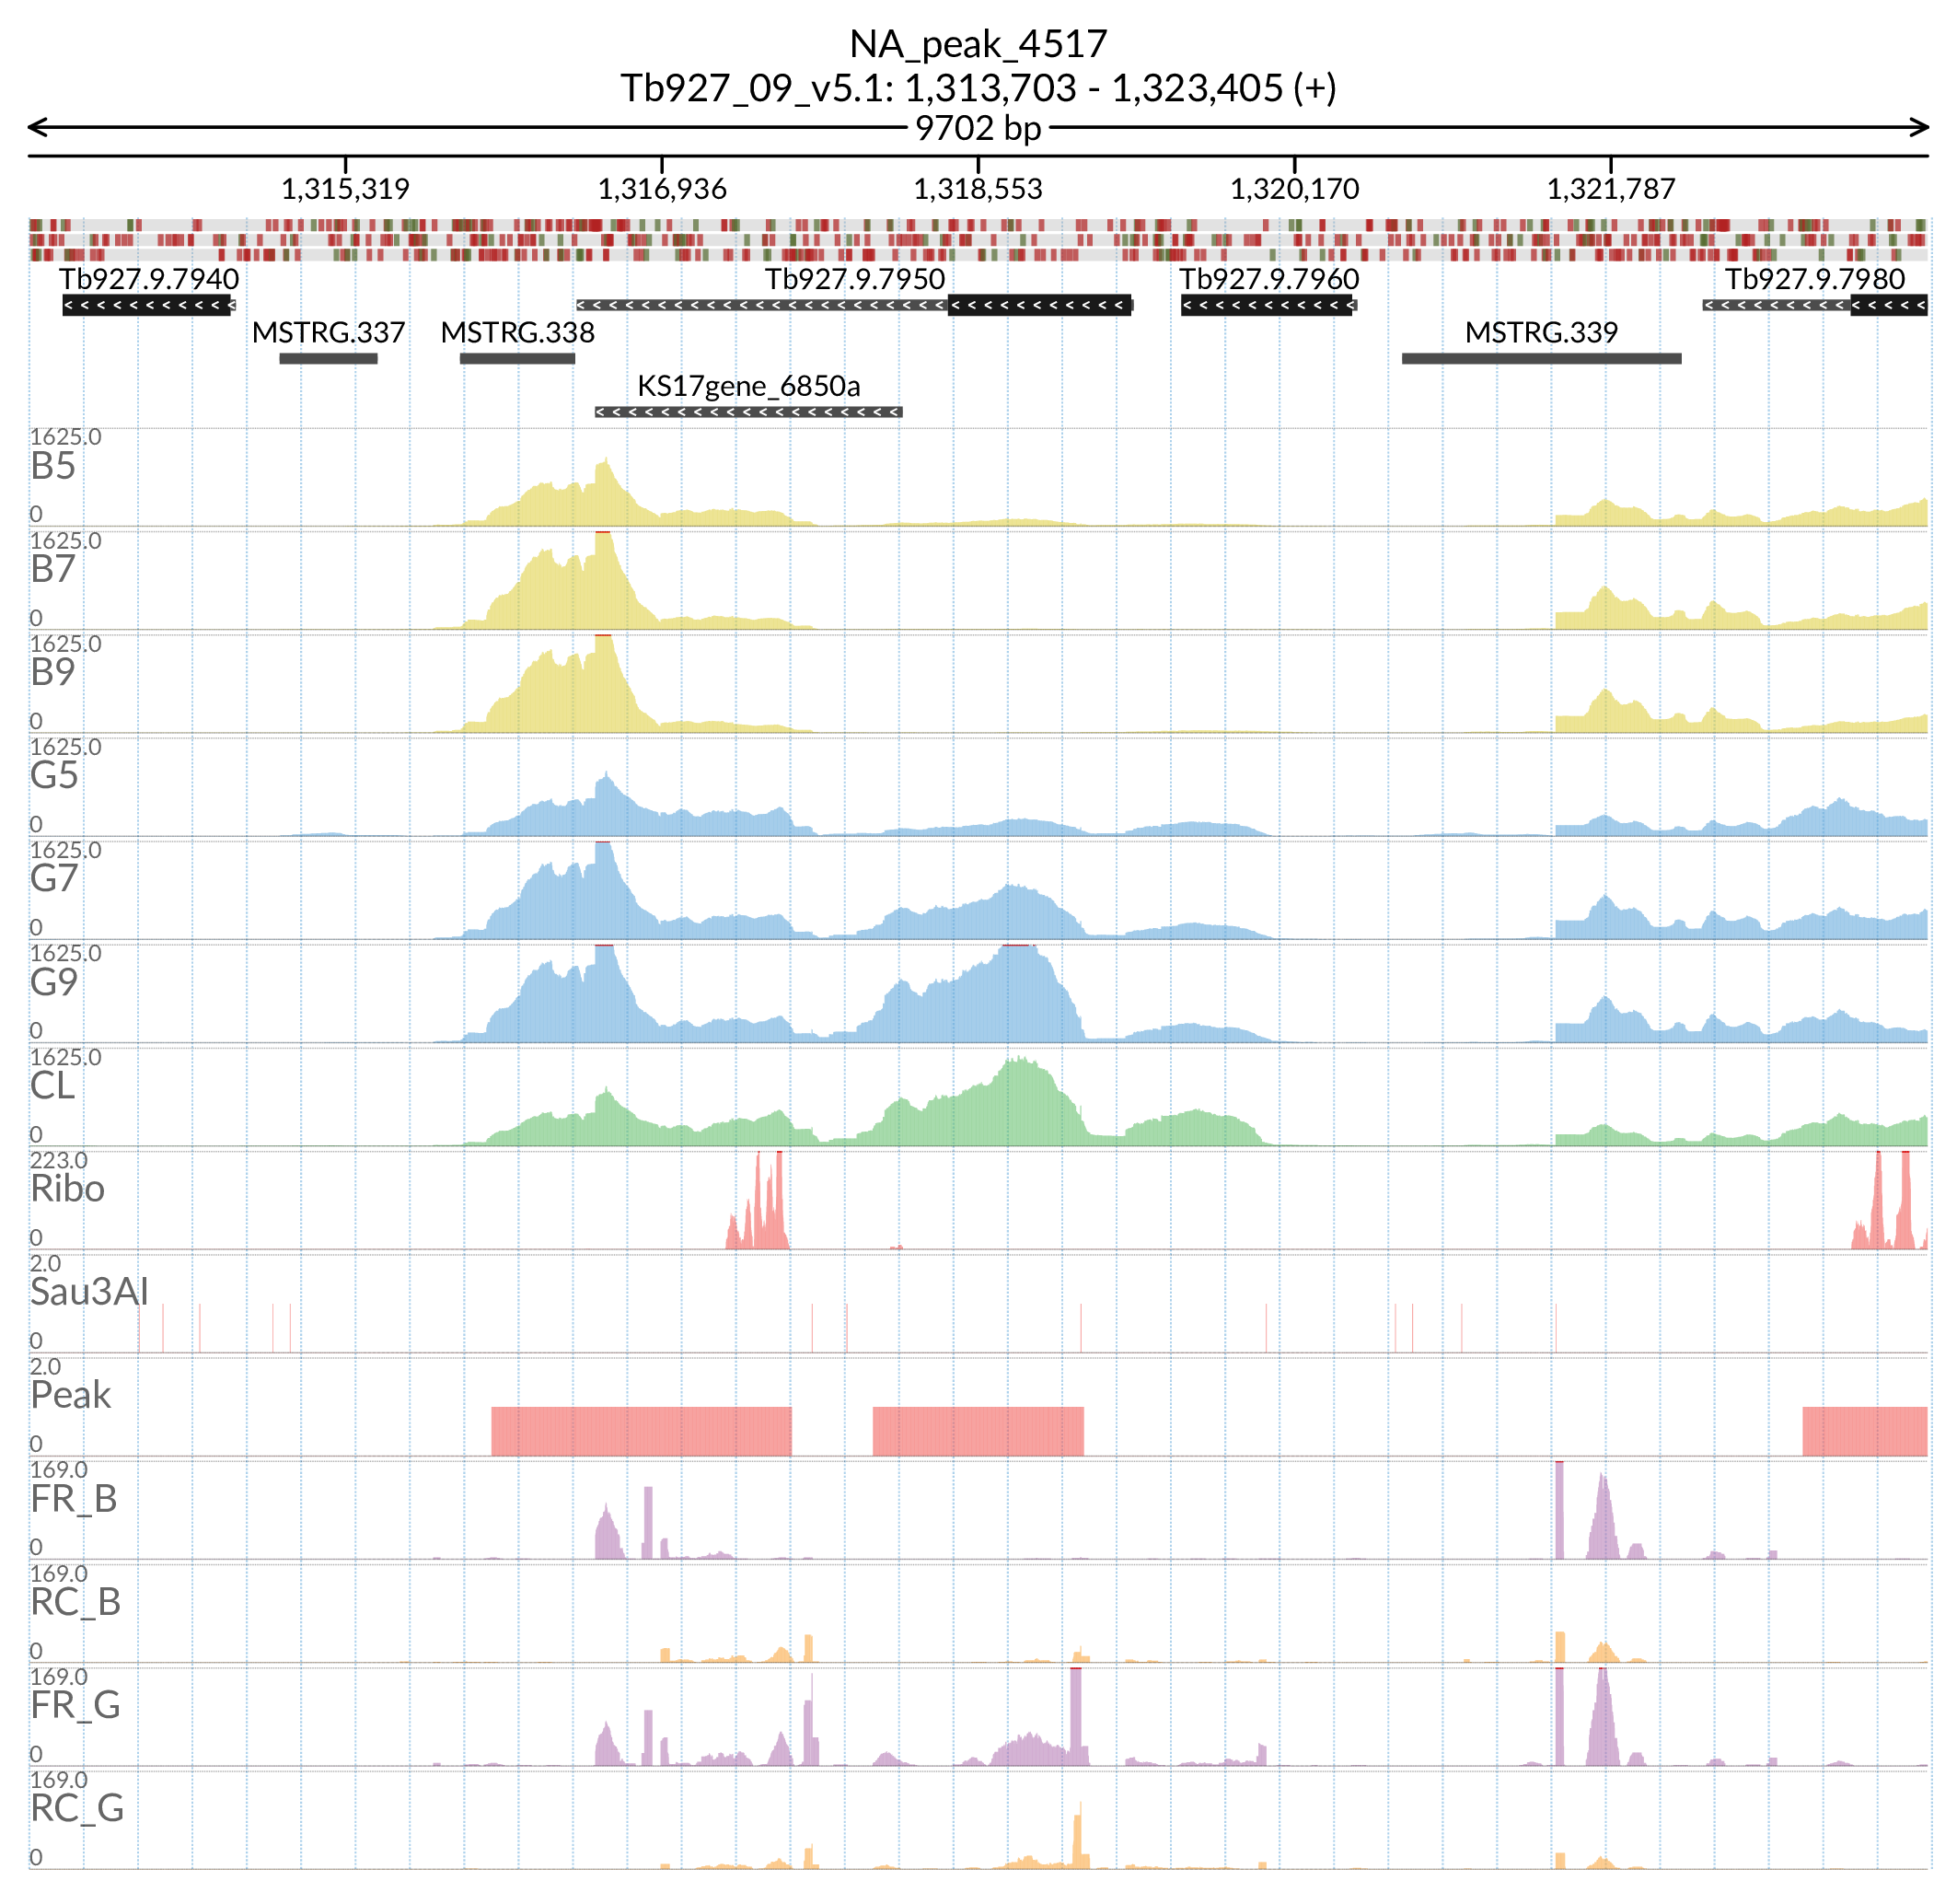 NA_peak_4517
Tb927_09_v5.1: 1,313,703 - 1,323,405 (+)
9702 bp
1,315,319 1,316,936 1,318,553 1,320,170 1,321,787
Tb927.9.7940 Tb927.9.7950 Tb927.9.7960 Tb927.9.7980
MSTRG.337 MSTRG.338 MSTRG.339
KS17gene_6850a
1625.0
B5
0
1625.0
B7
0
1625.0
B9
0
1625.0
G5
0
1625.0
G7
0
1625.0
G9
0
1625.0
CL
0
223.0
Ribo
0
2.0
Sau3AI
0
2.0
Peak
0
169.0
FR_B
0
169.0
RC_B
0
169.0
FR_G
0
169.0
RC_G
0